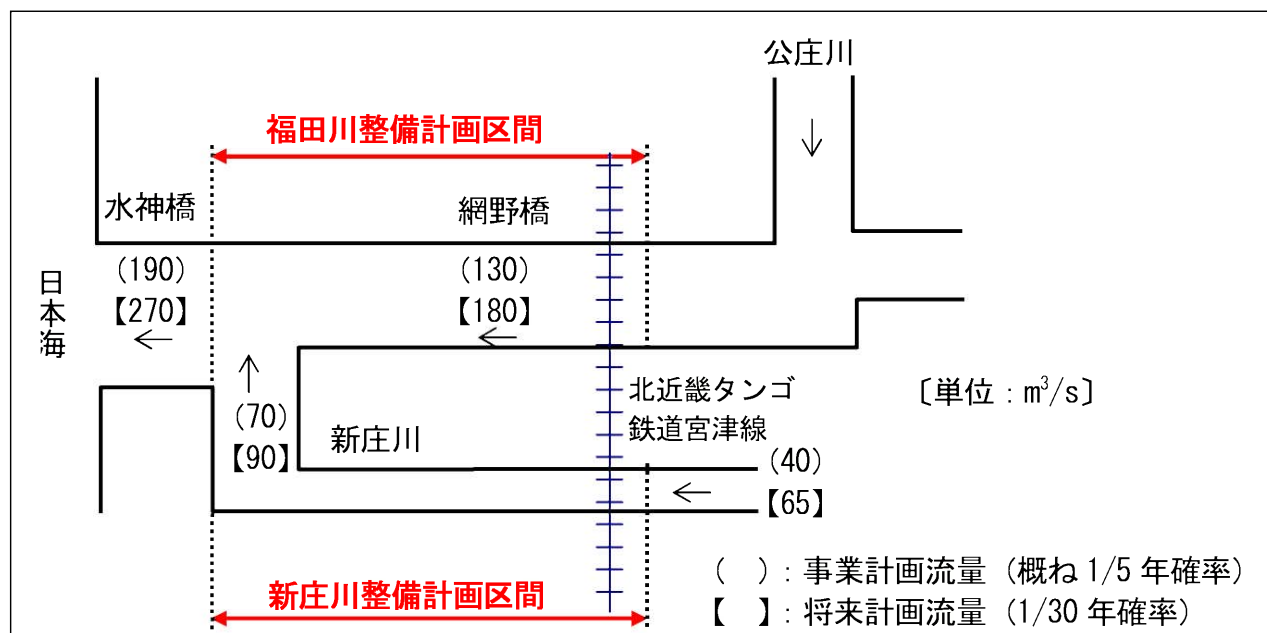 公庄川
福田川整備計画区間
水神橋
網野橋
(190)
【270】
←
(130)
【180】
←
日本海
↓
↑
(70)
【90】
新庄川
北近畿タンゴ
鉄道宮津線
〔単位：m³/s〕
(40)
【65】
←
新庄川整備計画区間
(　)：事業計画流量（概ね 1/5 年確率）
【　】：将来計画流量（1/30 年確率）